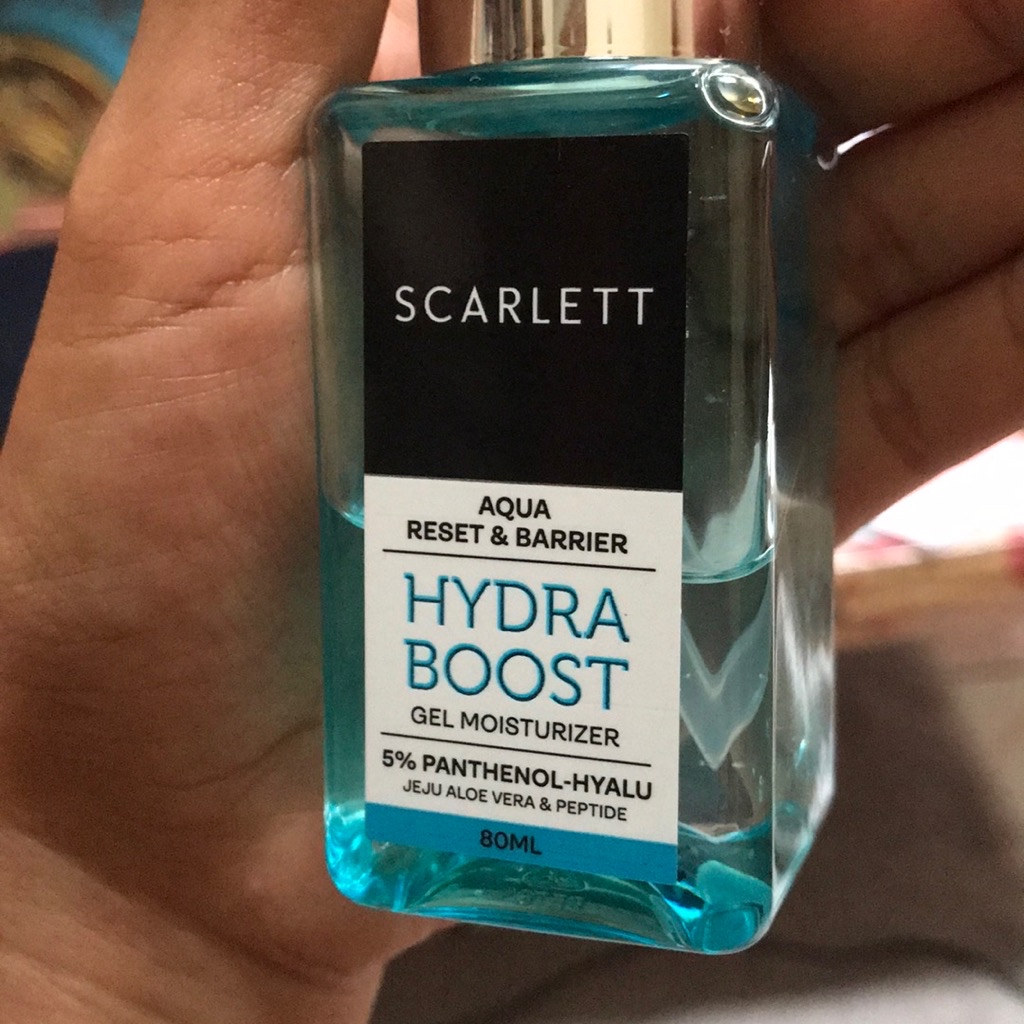 SCARLETT
AQUA
RESET & BARRIER
HYDRA
BOOST
GEL MOISTURIZER
5% PANTHENOL-HYALU
JEJU ALOE VERA & PEPTIDE
80ML